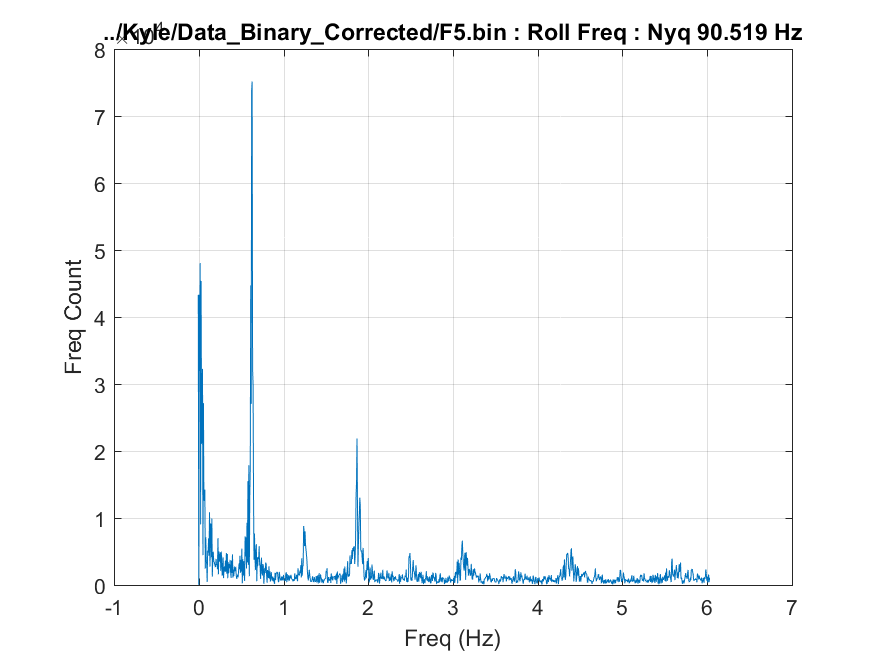 ../Kyle/Data_Binary_Corrected/F5.bin : Roll Freq : Nyq 90.519 Hz
×10⁴
8
7
6
5
4
3
2
1
0
Freq Count
-1 0 1 2 3 4 5 6 7
Freq (Hz)